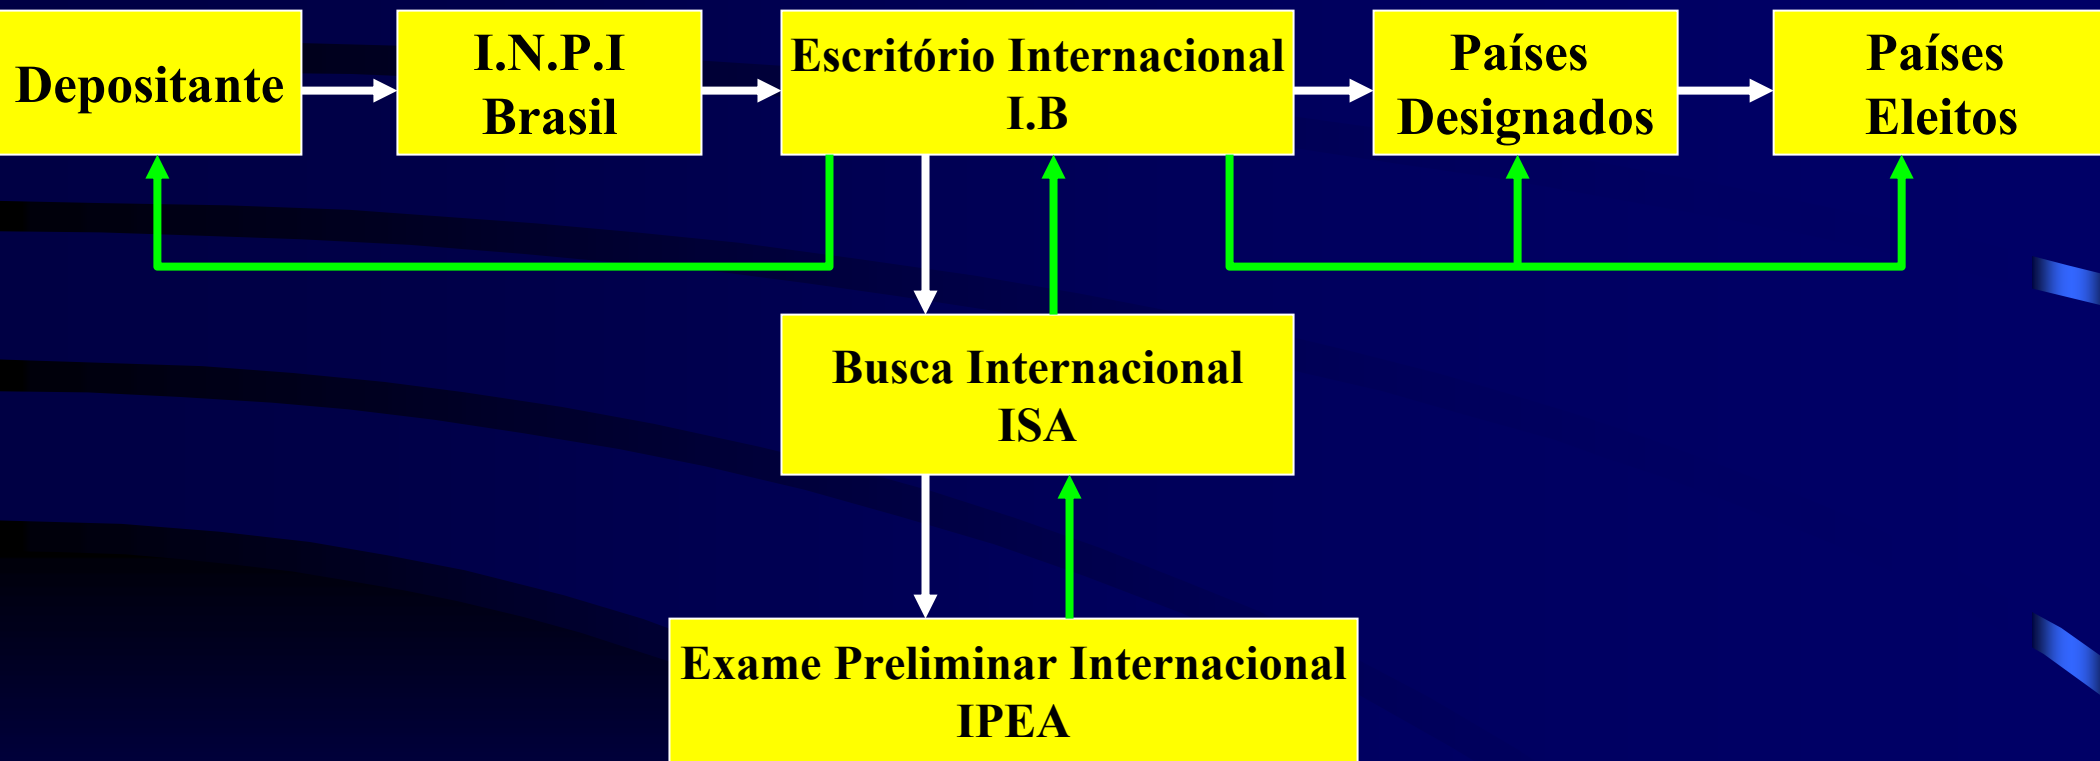 Depositante
I.N.P.I
Brasil
Escritório Internacional
I.B
Países
Designados
Países
Eleitos
Busca Internacional
ISA
Exame Preliminar Internacional
IPEA